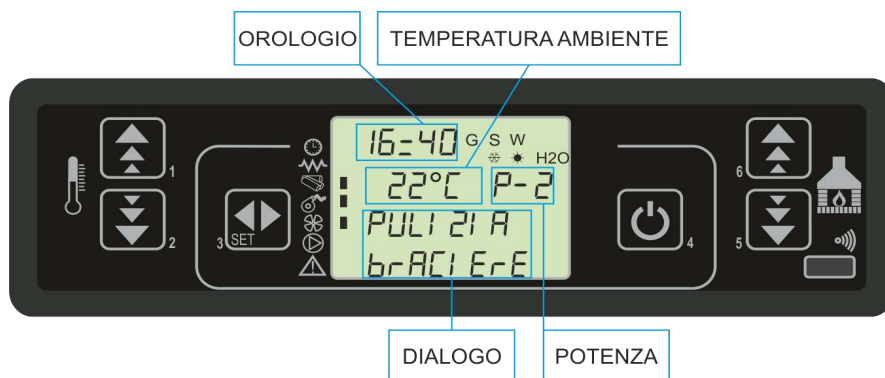 OROLOGIO
TEMPERATURA AMBIENTE
16:40 G S W
H2O
1
6
22°C P-2
SET
3
4
2
5
PULIZIA
brACIErE
DIALOGO
POTENZA